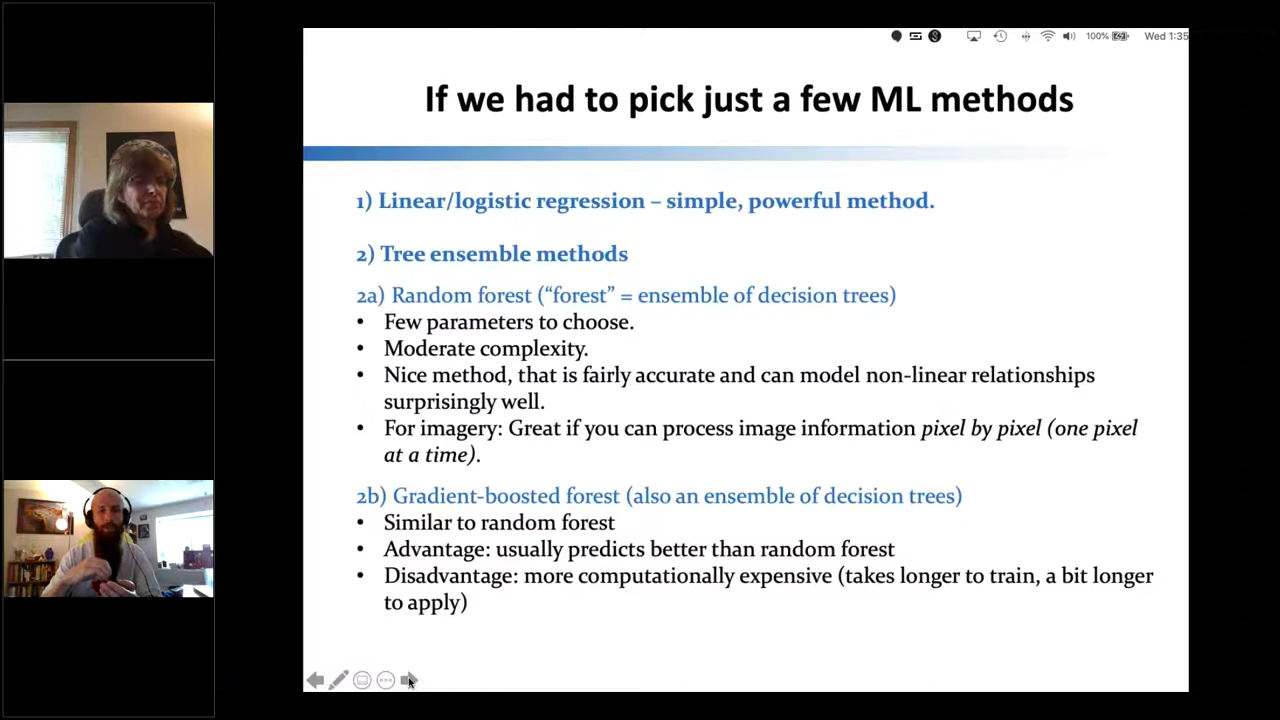 100%
Wed 1:35
If we had to pick just a few ML methods
1) Linear/logistic regression – simple, powerful method.
2) Tree ensemble methods
2a) Random forest (“forest” = ensemble of decision trees)
• Few parameters to choose.
• Moderate complexity.
• Nice method, that is fairly accurate and can model non-linear relationships
surprisingly well.
• For imagery: Great if you can process image information pixel by pixel (one pixel
at a time).
2b) Gradient-boosted forest (also an ensemble of decision trees)
• Similar to random forest
• Advantage: usually predicts better than random forest
• Disadvantage: more computationally expensive (takes longer to train, a bit longer
to apply)